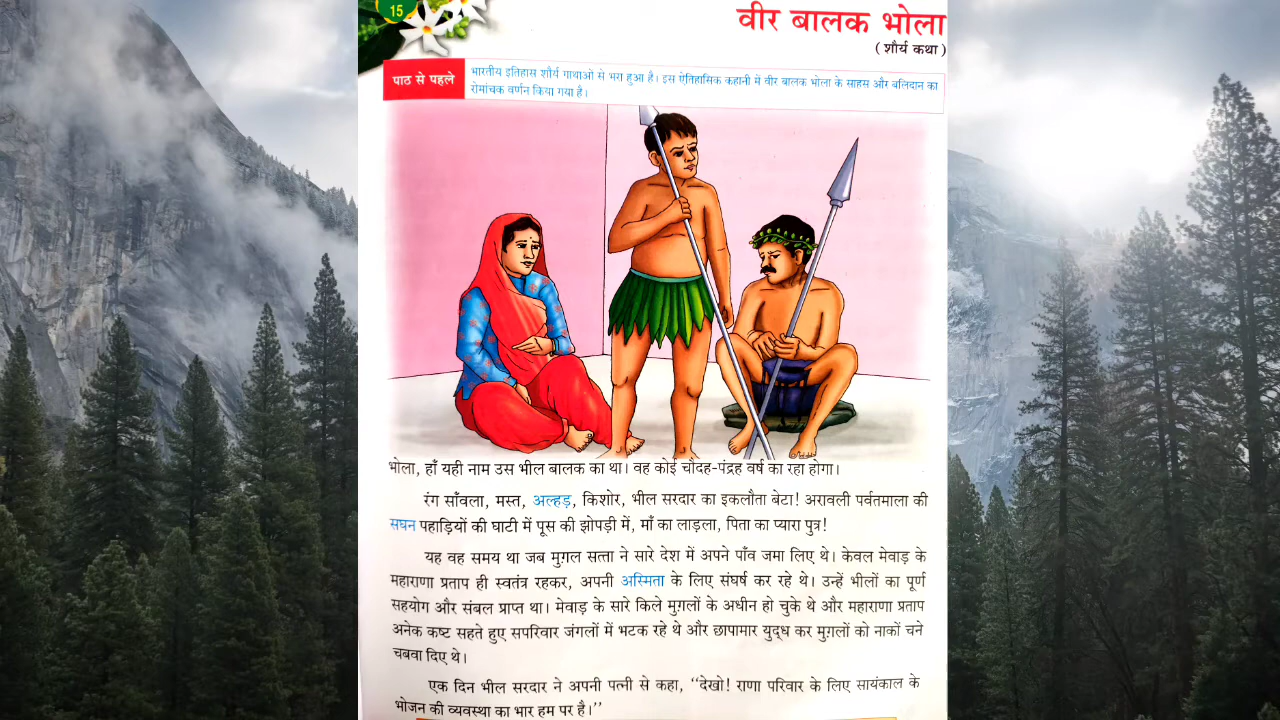 15
वीर बालक भोला
(शौर्य कथा)
पाठ से पहले
भारतीय इतिहास शौर्य गाथाओं से भरा हुआ है। इस ऐतिहासिक कहानी में वीर बालक भोला के साहस और बलिदान का
रोमांचक वर्णन किया गया है।
भोला, हाँ यही नाम उस भील बालक का था। वह कोई चौदह-पंद्रह वर्ष का रहा होगा।
रंग साँवला, मस्त, अल्हड़, किशोर, भील सरदार का इकलौता बेटा! अरावली पर्वतमाला की
सघन पहाड़ियों की घाटी में पूस की झोपड़ी में, माँ का लाड़ला, पिता का प्यारा पुत्र!
यह वह समय था जब मुग़ल सत्ता ने सारे देश में अपने पाँव जमा लिए थे। केवल मेवाड़ के
महाराणा प्रताप ही स्वतंत्र रहकर, अपनी अस्मिता के लिए संघर्ष कर रहे थे। उन्हें भीलों का पूर्ण
सहयोग और संबल प्राप्त था। मेवाड़ के सारे किले मुग़लों के अधीन हो चुके थे और महाराणा प्रताप
अनेक कष्ट सहते हुए सपरिवार जंगलों में भटक रहे थे और छापामार युद्ध कर मुग़लों को नाकों चने
चबवा दिए थे।
एक दिन भील सरदार ने अपनी पत्नी से कहा, ‘‘देखो! राणा परिवार के लिए सायंकाल के
भोजन की व्यवस्था का भार हम पर है।’’